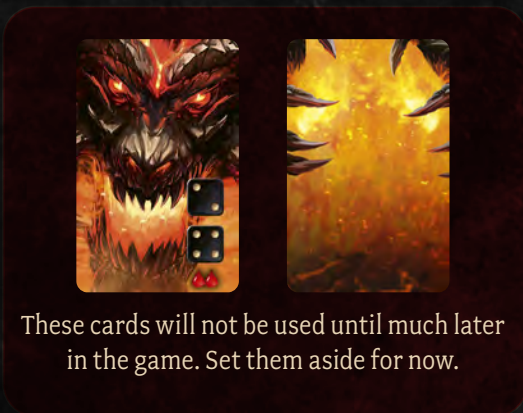 These cards will not be used until much later
in the game. Set them aside for now.